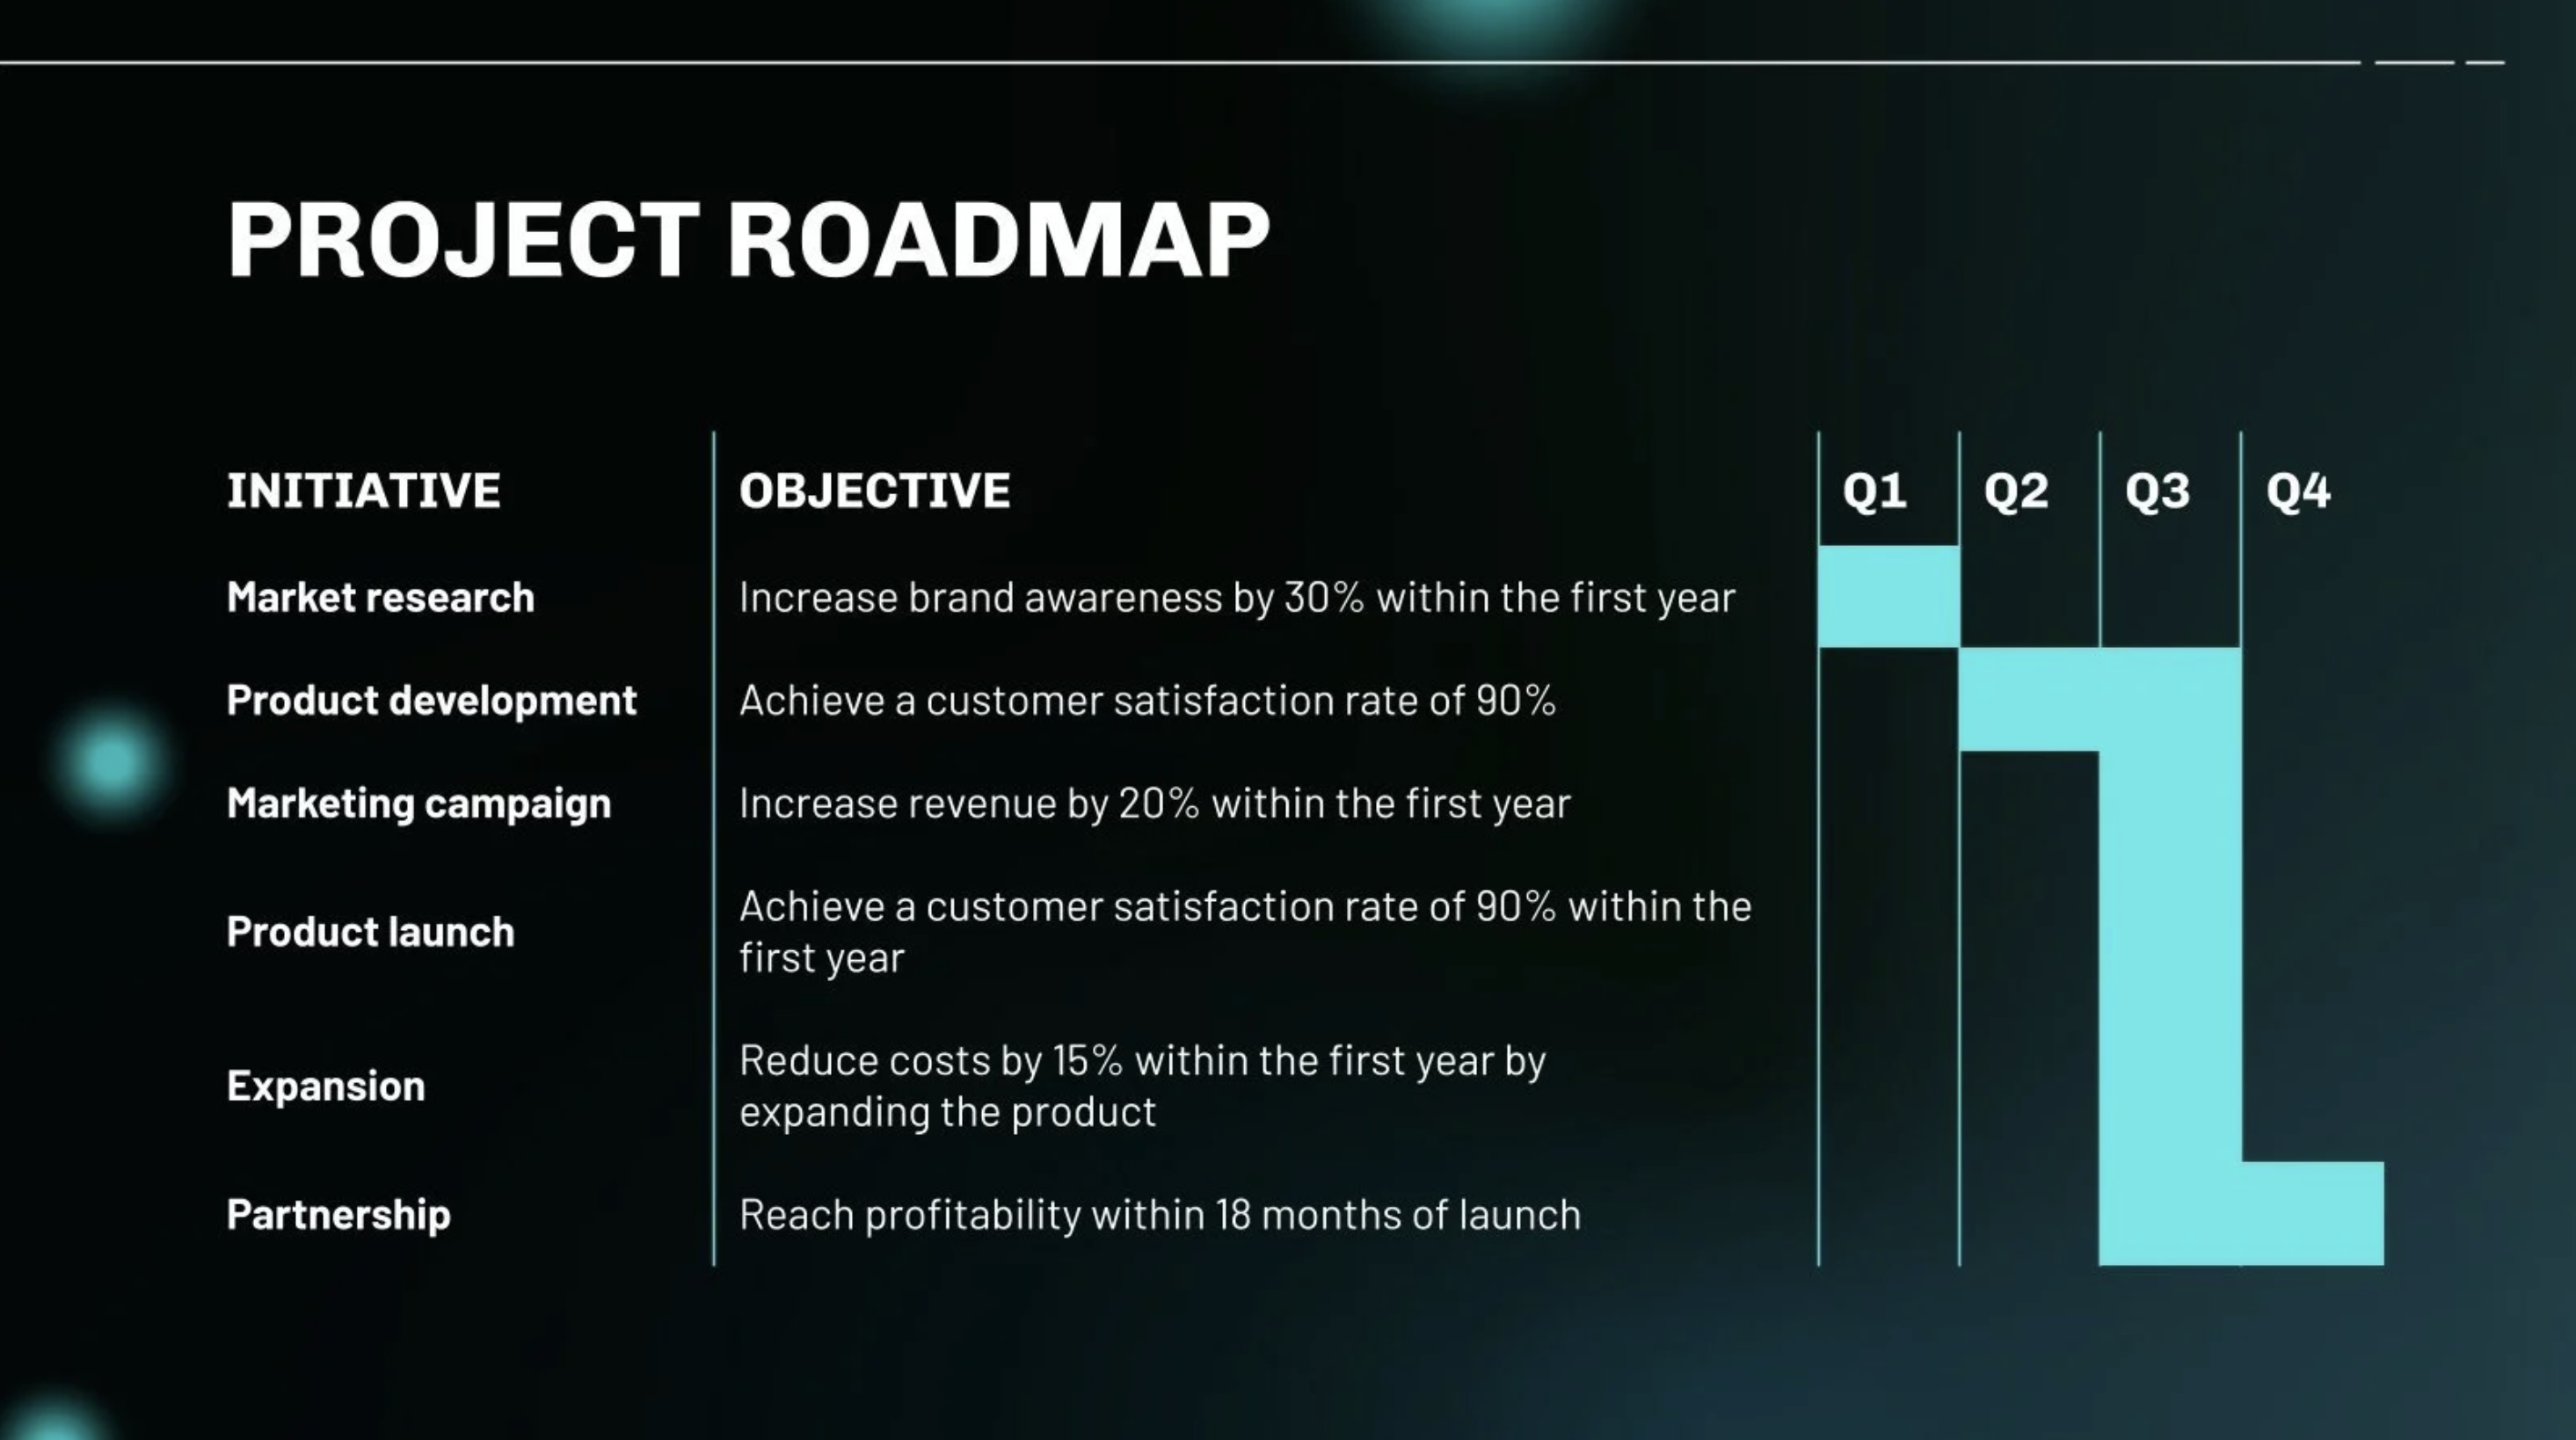 PROJECT ROADMAP
INITIATIVE
OBJECTIVE
Q1
Q2
Q3
Q4
Market research
Increase brand awareness by 30% within the first year
Product development
Achieve a customer satisfaction rate of 90%
Marketing campaign
Increase revenue by 20% within the first year
Product launch
Achieve a customer satisfaction rate of 90% within the
first year
Expansion
Reduce costs by 15% within the first year by
expanding the product
Partnership
Reach profitability within 18 months of launch